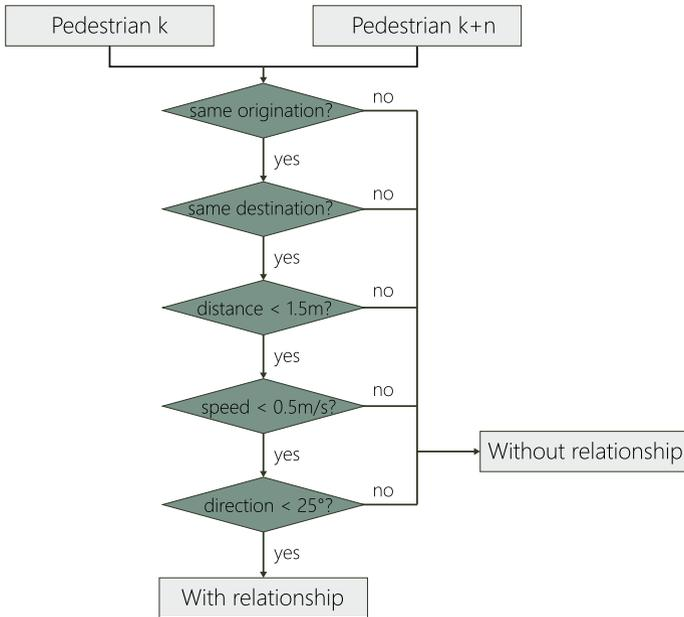 Pedestrian k
Pedestrian k+n
no
same origination?
yes
no
same destination?
yes
no
distance < 1.5m?
yes
no
speed < 0.5m/s?
yes
Without relationship
no
direction < 25°?
yes
With relationship